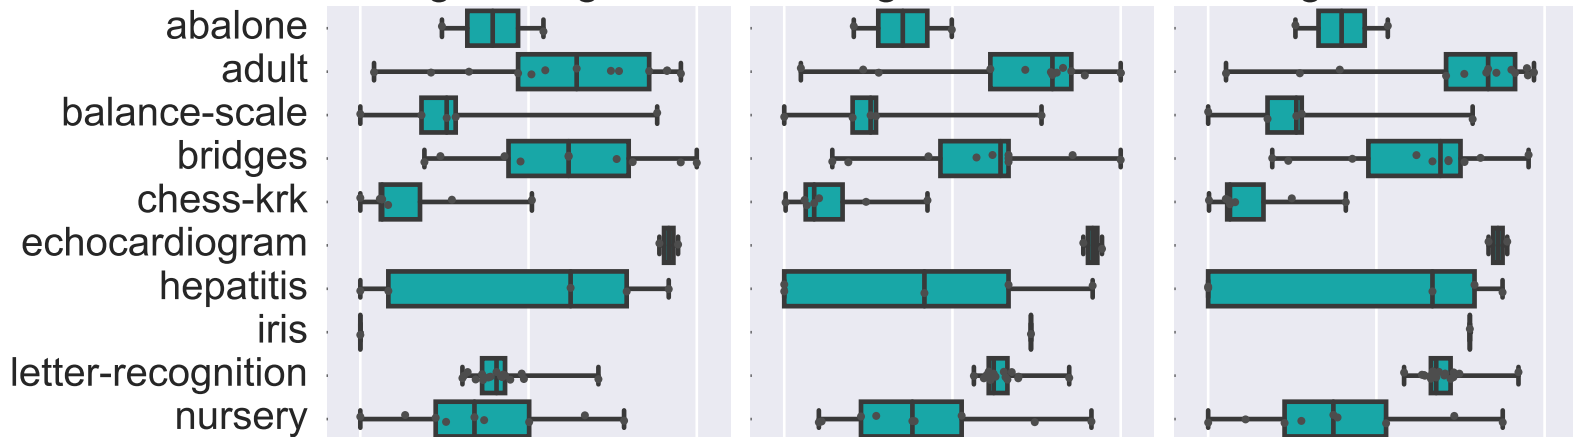 abalone
adult
balance-scale
bridges
chess-krk
echocardiogram
hepatitis
iris
letter-recognition
nursery